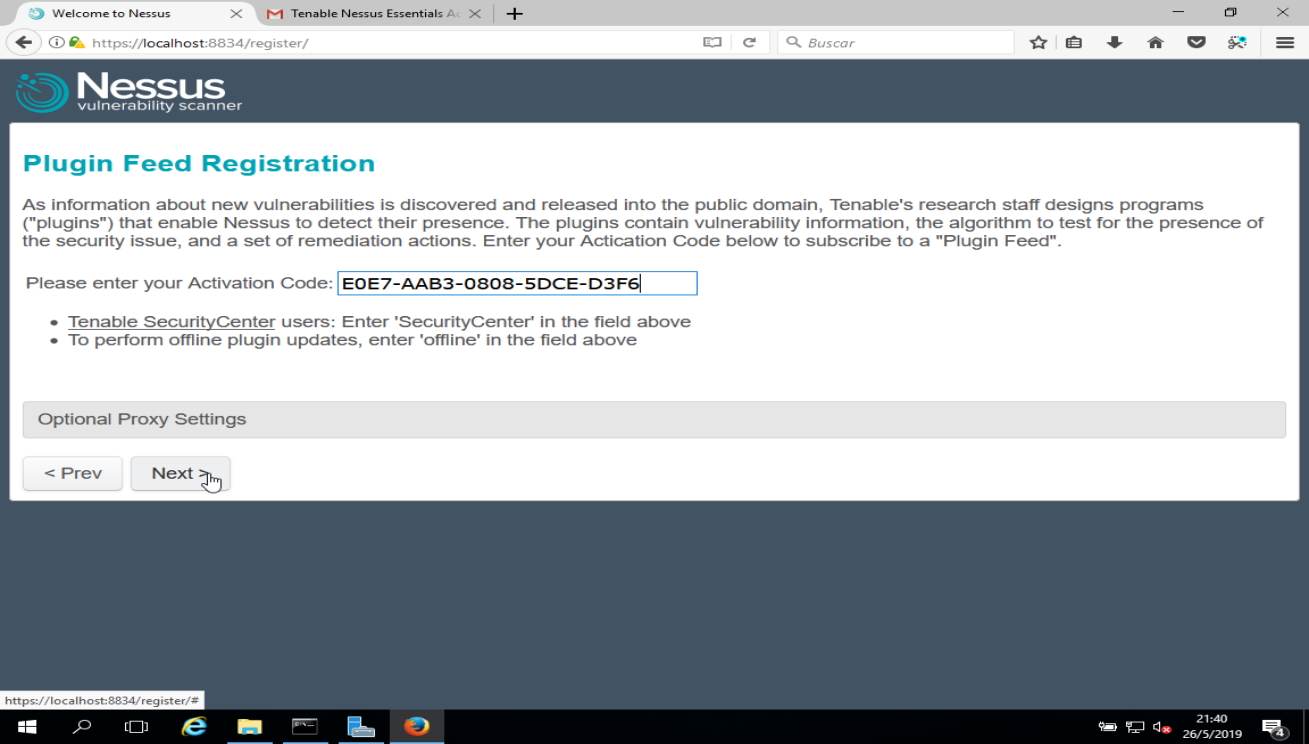 Welcome to Nessus
Tenable Nessus Essentials Ac
https://localhost:8834/register/
Buscar
Nessus
vulnerability scanner
Plugin Feed Registration
As information about new vulnerabilities is discovered and released into the public domain, Tenable's research staff designs programs
("plugins") that enable Nessus to detect their presence. The plugins contain vulnerability information, the algorithm to test for the presence of
the security issue, and a set of remediation actions. Enter your Actication Code below to subscribe to a "Plugin Feed".
Please enter your Activation Code: E0E7-AAB3-0808-5DCE-D3F6
• Tenable SecurityCenter users: Enter 'SecurityCenter' in the field above
• To perform offline plugin updates, enter 'offline' in the field above
Optional Proxy Settings
< Prev
Next >
https://localhost:8834/register/#
21:40
26/5/2019
4